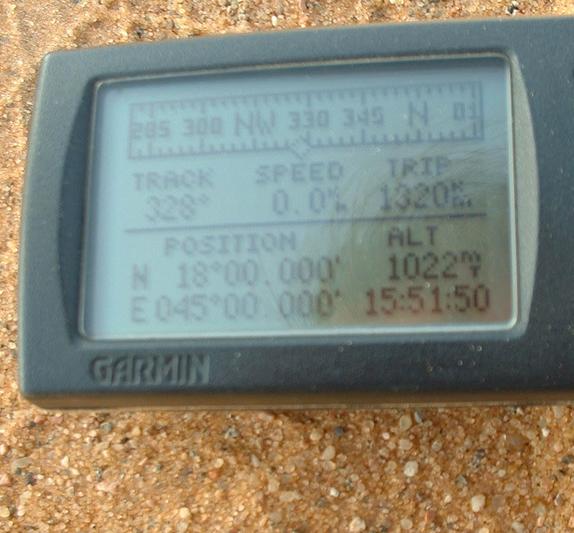 285 300 NW 330 345 N 01
TRACK SPEED TRIP
328° 0.0 1320 km
POSITION ALT
N 18°00.000' 1022 m
E 045°00.000' 15:51:50
GARMIN